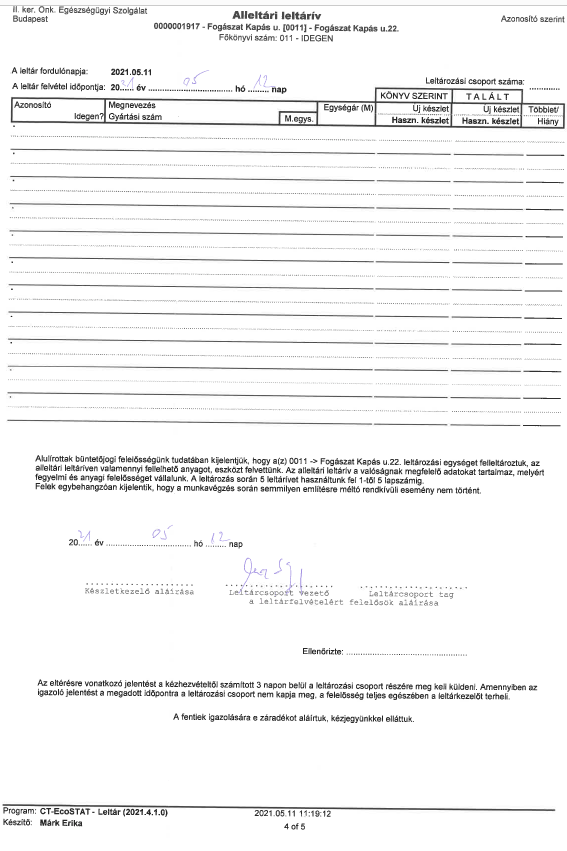 II. ker. Önk. Egészségügyi Szolgálat
Budapest
Alleltári leltárív
0000001917 - Fogászat Kapás u. [0011] - Fogászat Kapás u.22.
Főkönyvi szám: 011 - IDEGEN
Azonosító szerint
A leltár fordulónapja: 2021.05.11
A leltár felvétel időpontja: 2021 év 05 hó 12 nap
Leltározási csoport száma: ..........
Azonosító Megnevezés Egységár (M) KÖNYV SZERINT TALÁLT Többlet/
Új készlet Új készlet
Idegen? Gyártási szám M.egys. Haszn. készlet Haszn. készlet Hiány
Alulírottak büntetőjogi felelősségünk tudatában kijelentjük, hogy a(z) 0011 -> Fogászat Kapás u.22. leltározási egységet felleltároztuk, az
alleltári leltáríven valamennyi fellelhető anyagot, eszközt felvettünk. Az alleltári leltárív a valóságnak megfelelő adatokat tartalmaz, melyért
fegyelmi és anyagi felelősséget vállalunk. A leltározás során 5 leltárívet használtunk fel 1-től 5 lapszámig.
Felek egybehangzóan kijelentik, hogy a munkavégzés során semmilyen említésre méltó rendkívüli esemény nem történt.
2021 év 05 hó 12 nap
Készletkezelő aláírása Leltárcsoport vezető Leltárcsoport tag
a leltárfelvételért felelősök aláírása
Ellenőrizte: ..........
Az eltérésre vonatkozó jelentést a kézhezvételtől számított 3 napon belül a leltározási csoport részére meg kell küldeni. Amennyiben az
igazoló jelentést a megadott időpontra a leltározási csoport nem kapja meg, a felelősség teljes egészében a leltárkezelőt terheli.
A fentiek igazolására e záradékot aláírtuk, kézjegyünkkel elláttuk.
Program: CT-EcoSTAT - Leltár (2021.4.1.0)
2021.05.11 11:19:12
Készítő: Márk Erika
4 of 5